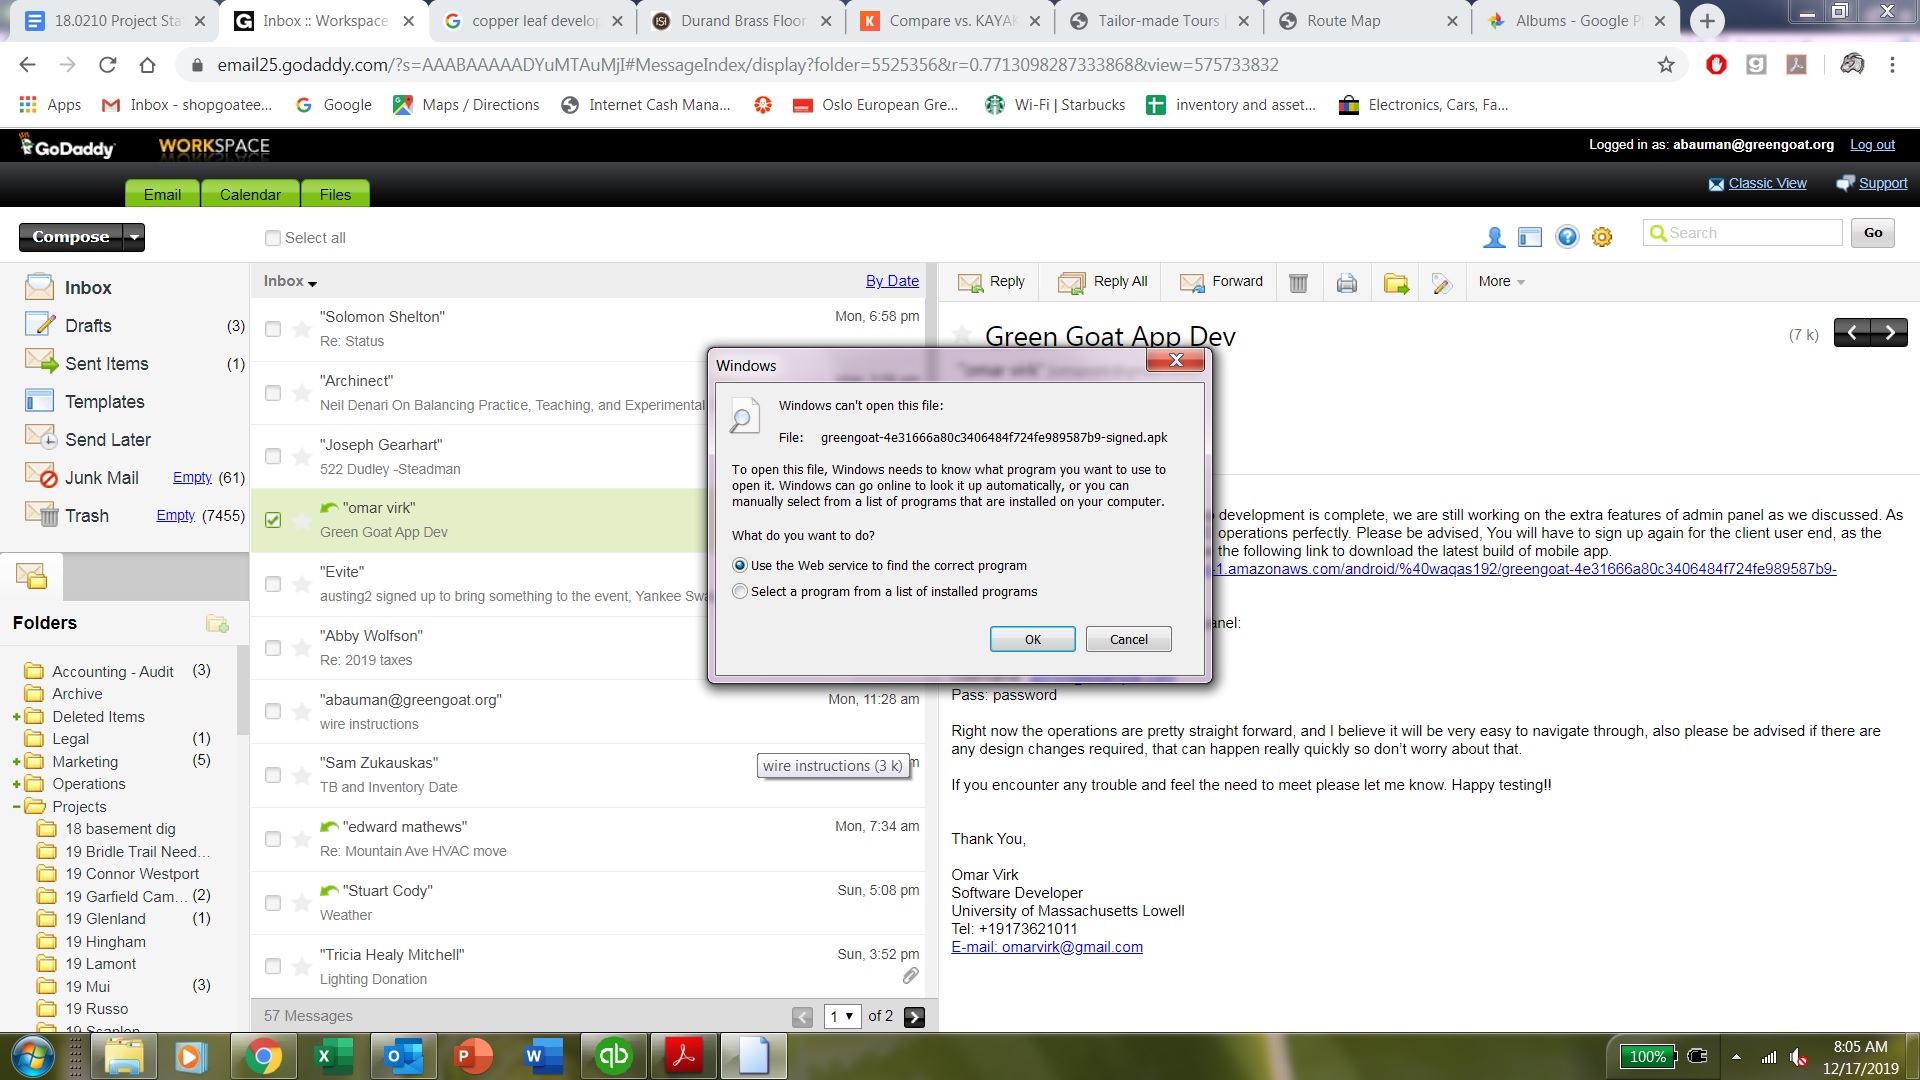 18.0210 Project Sta
Inbox :: Workspace
copper leaf develop
Durand Brass Floor
Compare vs. KAYAK
Tailor-made Tours |
Route Map
Albums - Google P
email25.godaddy.com/?s=AAABAAAAADYuMTAuMjI#MessageIndex/display?folder=5525356&r=0.7713098287333868&view=575733832
Apps
Inbox - shopgoatee...
Google
Maps / Directions
Internet Cash Mana...
Oslo European Gre...
Wi-Fi | Starbucks
inventory and asset...
Electronics, Cars, Fa...
GoDaddy
WORKSPACE
Logged in as: abauman@greengoat.org
Log out
Email
Calendar
Files
Classic View
Support
Compose
Select all
Search
Go
Inbox
Drafts (3)
Sent Items (1)
Templates
Send Later
Junk Mail Empty (61)
Trash Empty (7455)
Folders
Accounting - Audit (3)
Archive
Deleted Items
Legal (1)
Marketing (5)
Operations
Projects
18 basement dig
19 Bridle Trail Need...
19 Connor Westport
19 Garfield Cam... (2)
19 Glenland (1)
19 Hingham
19 Lamont
19 Mui (3)
19 Russo
19 Scanlon
Inbox
By Date
"Solomon Shelton" Mon, 6:58 pm
Re: Status
"Archinect"
Neil Denari On Balancing Practice, Teaching, and Experimental
"Joseph Gearhart"
522 Dudley -Steadman
"omar virk"
Green Goat App Dev
"Evite"
austing2 signed up to bring something to the event, Yankee Swa
"Abby Wolfson"
Re: 2019 taxes
"abauman@greengoat.org" Mon, 11:28 am
wire instructions
"Sam Zukauskas"
TB and Inventory Date
wire instructions (3 k)
"edward mathews" Mon, 7:34 am
Re: Mountain Ave HVAC move
"Stuart Cody" Sun, 5:08 pm
Weather
"Tricia Healy Mitchell" Sun, 3:52 pm
Lighting Donation
57 Messages
1 of 2
Reply
Reply All
Forward
More
Green Goat App Dev
(7 k)
Windows
Windows can't open this file:
File: greengoat-4e31666a80c3406484f724fe989587b9-signed.apk
To open this file, Windows needs to know what program you want to use to
open it. Windows can go online to look it up automatically, or you can
manually select from a list of programs that are installed on your computer.
What do you want to do?
Use the Web service to find the correct program
Select a program from a list of installed programs
OK
Cancel
development is complete, we are still working on the extra features of admin panel as we discussed. As
operations perfectly. Please be advised, You will have to sign up again for the client user end, as the
the following link to download the latest build of mobile app.
-1.amazonaws.com/android/%40waqas192/greengoat-4e31666a80c3406484f724fe989587b9-
anel:
Pass: password
Right now the operations are pretty straight forward, and I believe it will be very easy to navigate through, also please be advised if there are
any design changes required, that can happen really quickly so don't worry about that.
If you encounter any trouble and feel the need to meet please let me know. Happy testing!!
Thank You,
Omar Virk
Software Developer
University of Massachusetts Lowell
Tel: +19173621011
E-mail: omarvirk@gmail.com
100%
8:05 AM
12/17/2019